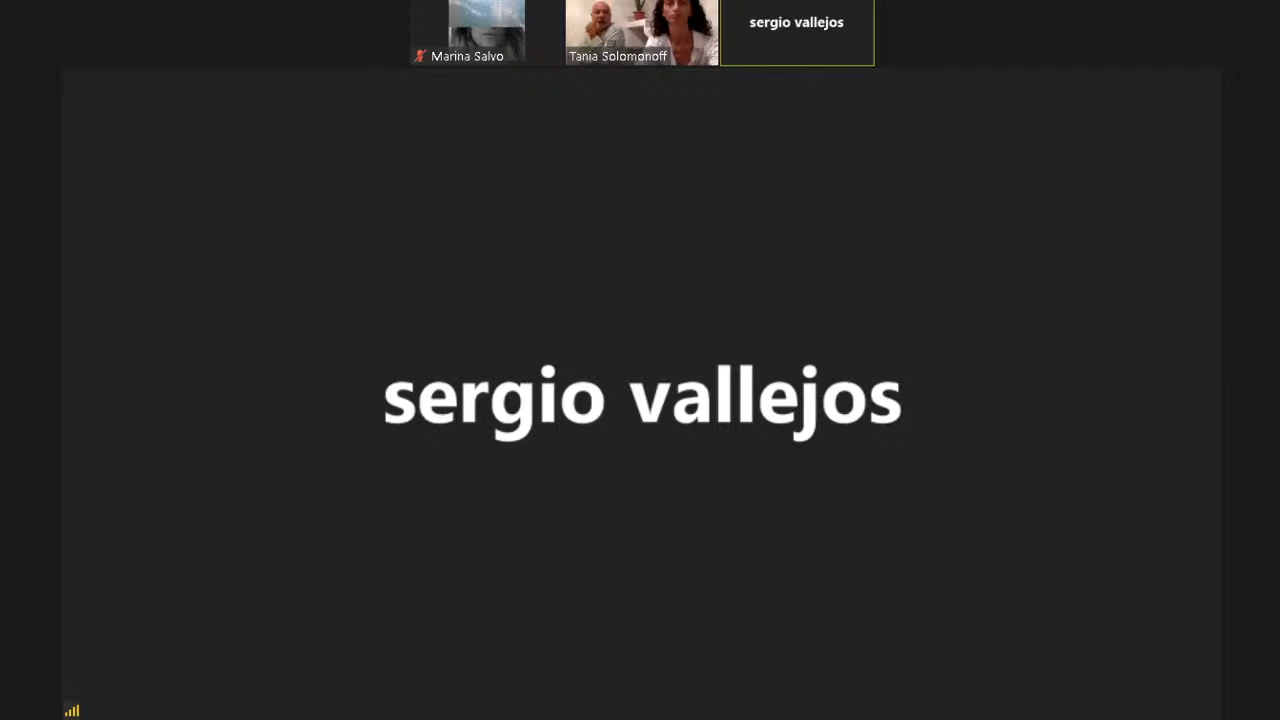 Marina Salvo
Tania Solomonoff
sergio vallejos
sergio vallejos